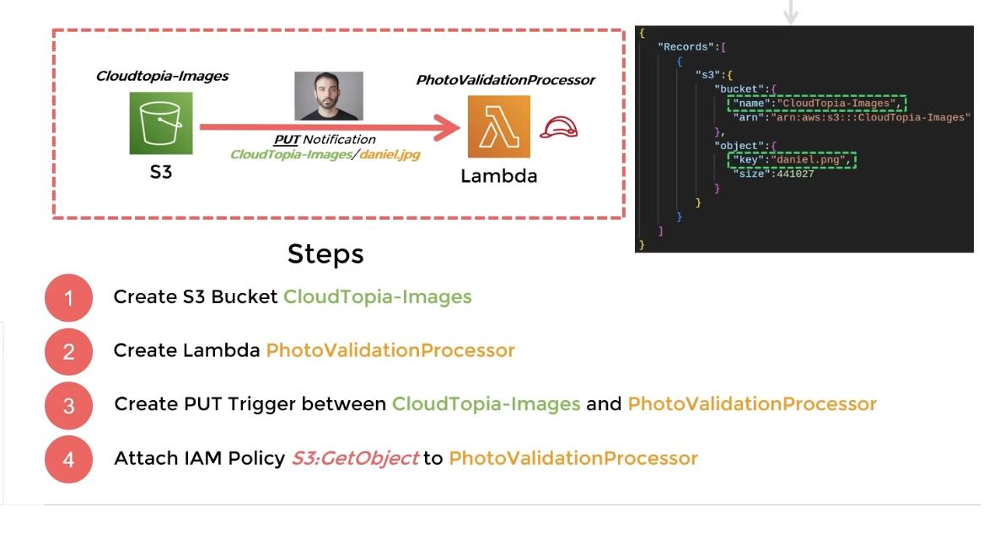 Cloudtopia-Images
PhotoValidationProcessor
PUT Notification
CloudTopia-Images/daniel.jpg
S3
Lambda
{
"Records":[
{
"s3":{
"bucket":{
"name":"CloudTopia-Images",
"arn":"arn:aws:s3:::CloudTopia-Images"
},
"object":{
"key":"daniel.png",
"size":441027
}
}
}
]
}
Steps
1 Create S3 Bucket CloudTopia-Images
2 Create Lambda PhotoValidationProcessor
3 Create PUT Trigger between CloudTopia-Images and PhotoValidationProcessor
4 Attach IAM Policy S3:GetObject to PhotoValidationProcessor